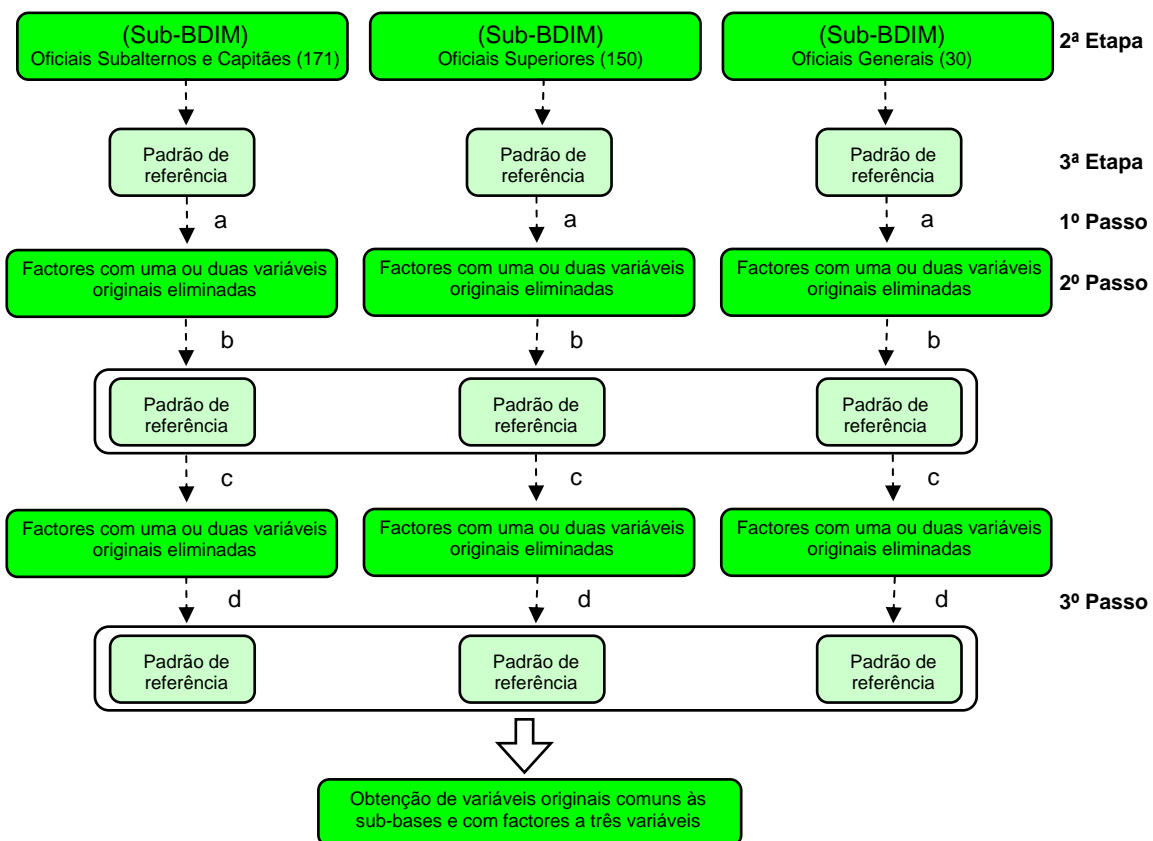 (Sub-BDIM)
Oficiais Subalternos e Capitães (171)
(Sub-BDIM)
Oficiais Superiores (150)
(Sub-BDIM)
Oficiais Generais (30)
2ª Etapa
Padrão de
referência
Padrão de
referência
Padrão de
referência
3ª Etapa
a
a
a
1º Passo
Factores com uma ou duas variáveis
originais eliminadas
Factores com uma ou duas variáveis
originais eliminadas
Factores com uma ou duas variáveis
originais eliminadas
2º Passo
b
b
b
Padrão de
referência
Padrão de
referência
Padrão de
referência
c
c
c
Factores com uma ou duas variáveis
originais eliminadas
Factores com uma ou duas variáveis
originais eliminadas
Factores com uma ou duas variáveis
originais eliminadas
d
d
d
3º Passo
Padrão de
referência
Padrão de
referência
Padrão de
referência
Obtenção de variáveis originais comuns às
sub-bases e com factores a três variáveis